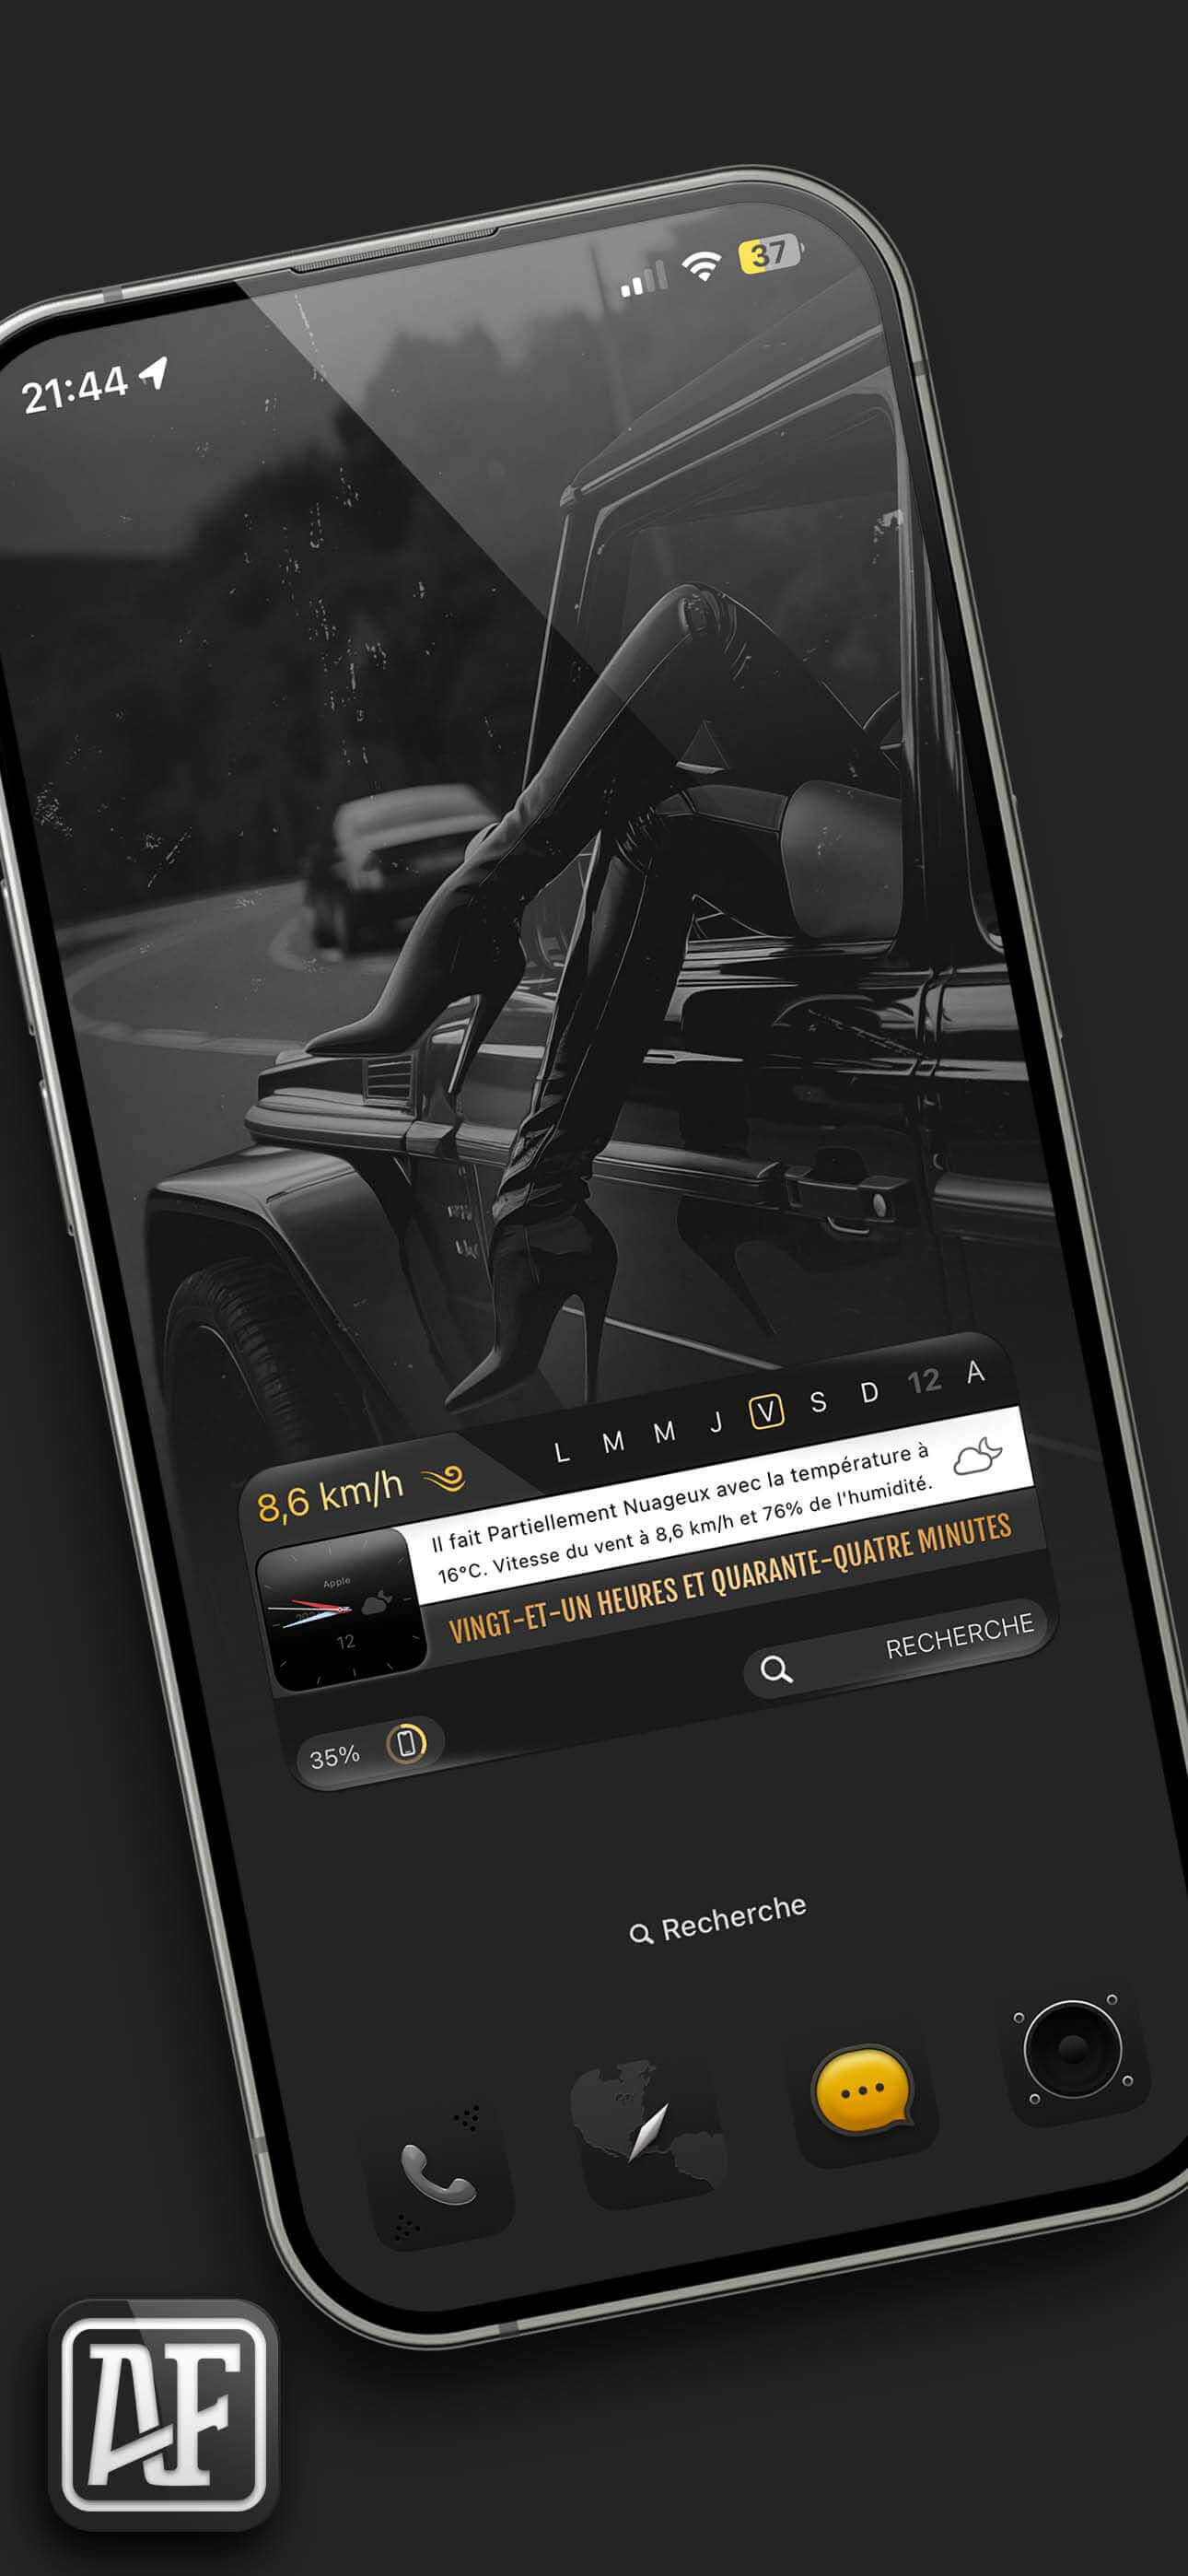 37
21:44
L M M J V S D 12 A
8,6 km/h
Il fait Partiellement Nuageux avec la température à
16°C. Vitesse du vent à 8,6 km/h et 76% de l'humidité.
Apple
12
VINGT-ET-UN HEURES ET QUARANTE-QUATRE MINUTES
RECHERCHE
35%
Recherche
AF